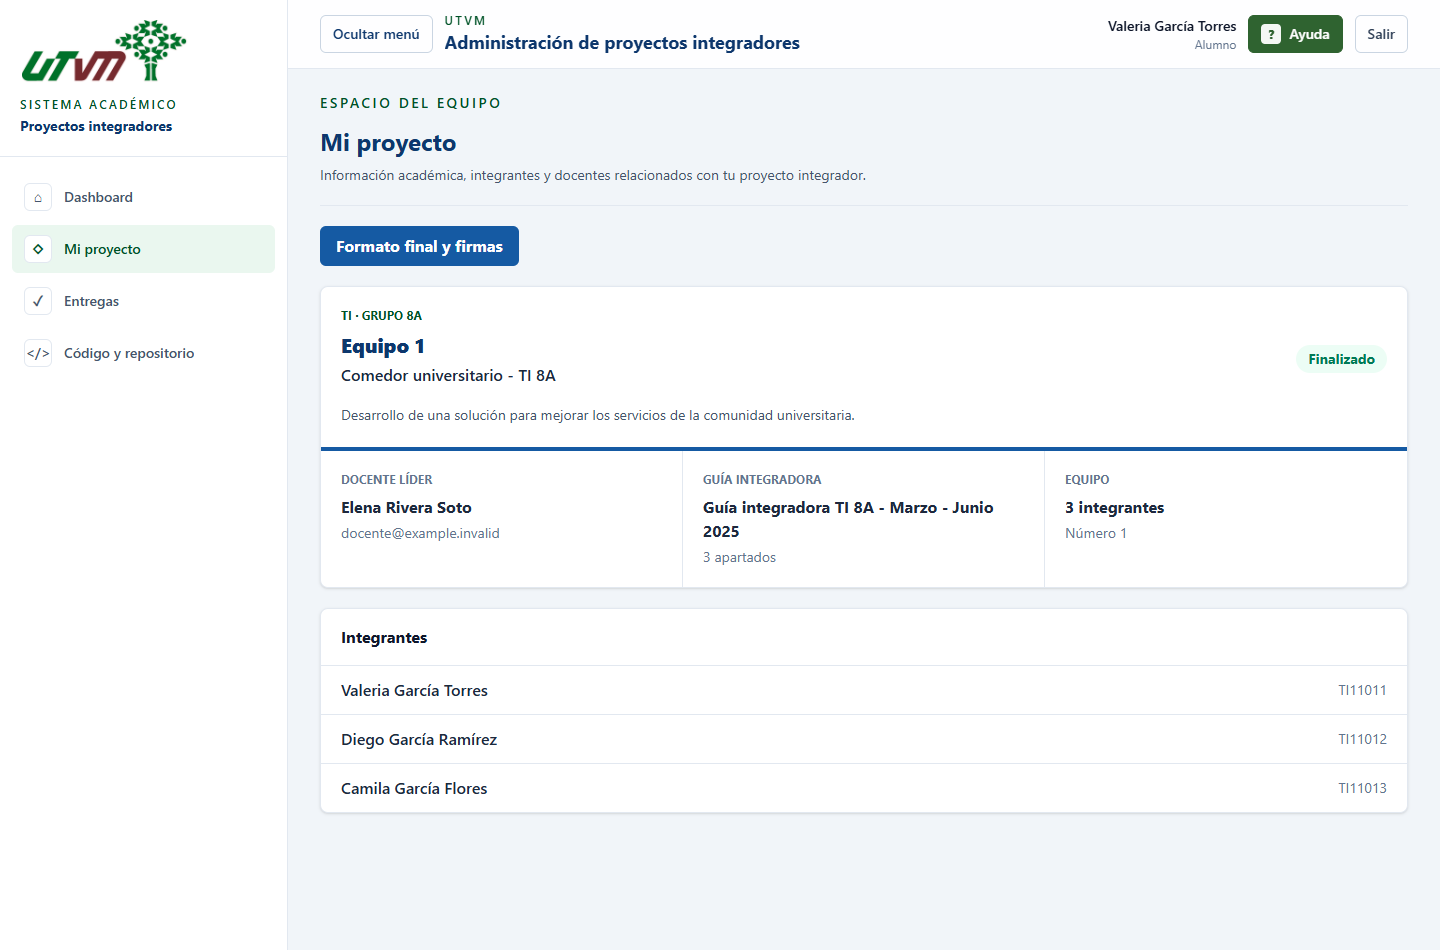 UTVM
SISTEMA ACADÉMICO
Proyectos integradores
⌂ Dashboard
◇ Mi proyecto
✓ Entregas
</> Código y repositorio
Ocultar menú
UTVM
Administración de proyectos integradores
Valeria García Torres
Alumno
? Ayuda
Salir
ESPACIO DEL EQUIPO
Mi proyecto
Información académica, integrantes y docentes relacionados con tu proyecto integrador.
Formato final y firmas
TI · GRUPO 8A
Equipo 1
Comedor universitario - TI 8A
Desarrollo de una solución para mejorar los servicios de la comunidad universitaria.
Finalizado
DOCENTE LÍDER
Elena Rivera Soto
docente@example.invalid
GUÍA INTEGRADORA
Guía integradora TI 8A - Marzo - Junio
2025
3 apartados
EQUIPO
3 integrantes
Número 1
Integrantes
Valeria García Torres TI11011
Diego García Ramírez TI11012
Camila García Flores TI11013